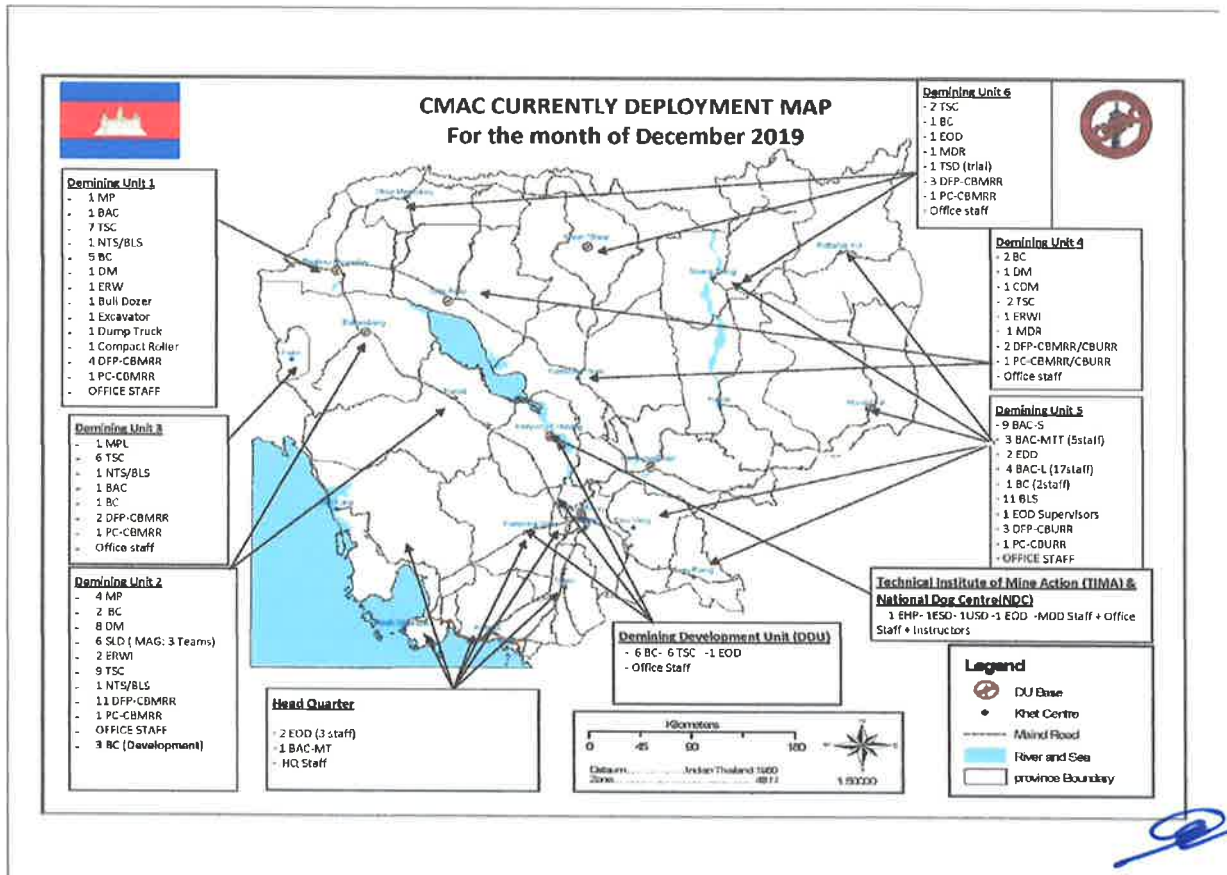 CMAC CURRENTLY DEPLOYMENT MAP
For the month of December 2019
Demining Unit 1
- 1 MP
- 1 BAC
- 7 TSC
- 1 NTS/BLS
- 5 BC
- 1 DM
- 1 ERW
- 1 Bull Dozer
- 1 Excavator
- 1 Dump Truck
- 1 Compact Roller
- 4 DFP-CBMRR
- 1 PC-CBMRR
- OFFICE STAFF
Demining Unit 3
- 1 MPL
- 6 TSC
- 1 NTS/BLS
- 1 BAC
- 1 BC
- 2 DFP-CBMRR
- 1 PC-CBMRR
- Office staff
Demining Unit 2
- 4 MP
- 2 BC
- 8 DM
- 6 SLD ( MAG: 3 Teams)
- 2 ERWI
- 9 TSC
- 1 NTS/BLS
- 11 DFP-CBMRR
- 1 PC-CBMRR
- OFFICE STAFF
- 3 BC (Development)
Head Quarter
- 2 EOD (3 staff)
- 1 BAC-MT
- HQ Staff
Demining Development Unit (DDU)
- 6 BC- 6 TSC -1 EOD
- Office Staff
Demining Unit 6
- 2 TSC
- 1 BC
- 1 EOD
- 1 MDR
- 1 TSD (trial)
- 3 DFP-CBMRR
- 1 PC-CBMRR
- Office staff
Demining Unit 4
- 2 BC
- 1 DM
- 1 CDM
- 2 TSC
- 1 ERWI
- 1 MDR
- 2 DFP-CBMRR/CBURR
- 1 PC-CBMRR/CBURR
- Office staff
Demining Unit 5
- 9 BAC-S
- 3 BAC-MTT (5staff)
- 2 EDD
- 4 BAC-L (17staff)
- 1 BC (2staff)
- 11 BLS
- 1 EOD Supervisors
- 3 DFP-CBURR
- 1 PC-CBURR
- OFFICE STAFF
Technical Institute of Mine Action (TIMA) &
National Dog Centre(NDC)
1 EHP- 1ESD- 1USD -1 EOD -MDD Staff + Office
Staff + Instructors
Kilometers
0 45 90 180
Dataum Indian Thailand 1960
Zone
1:50000
Legend
DU Base
Khet Centre
Maind Road
River and Sea
province Boundary